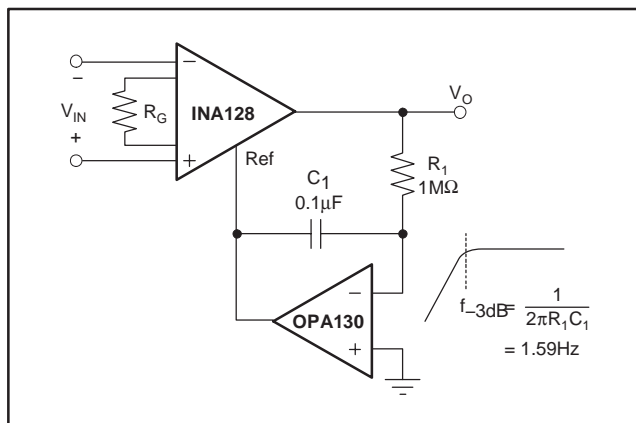 −
V_IN
+
R_G
−
INA128
+
Ref
V_O
R_1
1MΩ
C_1
0.1μF
−
OPA130
+
f_−3dB = 1 / 2πR_1C_1
= 1.59Hz